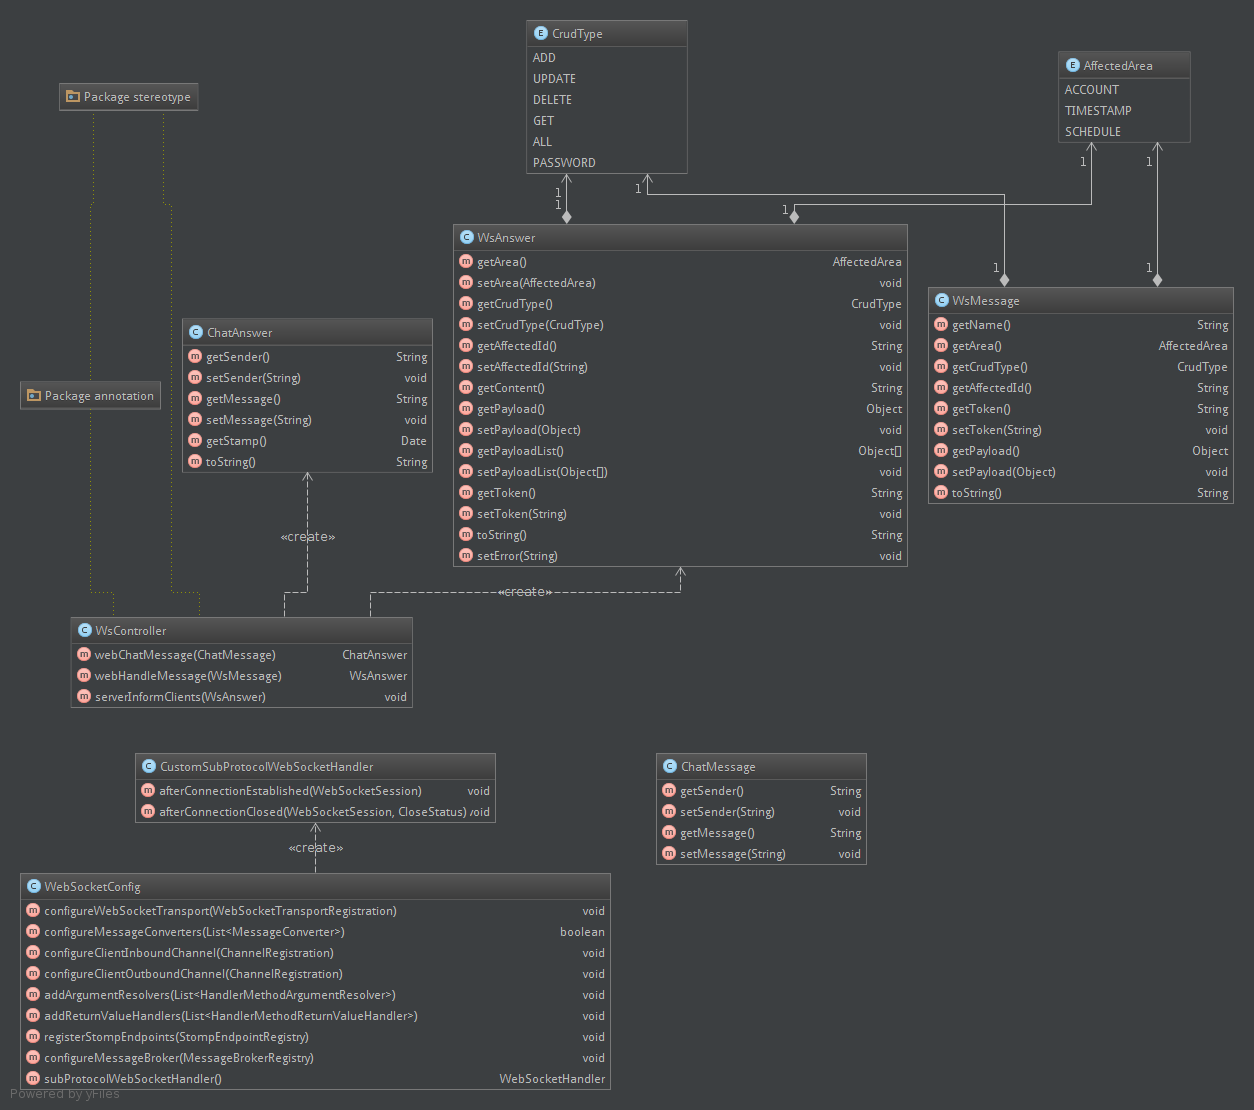 E CrudType
ADD
UPDATE
DELETE
GET
ALL
PASSWORD
E AffectedArea
ACCOUNT
TIMESTAMP
SCHEDULE
Package stereotype
1
1
1
1
1
1
1
1
C WsAnswer
m getArea() AffectedArea
m setArea(AffectedArea) void
m getCrudType() CrudType
m setCrudType(CrudType) void
m getAffectedId() String
m setAffectedId(String) void
m getContent() String
m getPayload() Object
m setPayload(Object) void
m getPayloadList() Object[]
m setPayloadList(Object[]) void
m getToken() String
m setToken(String) void
m toString() String
m setError(String) void
C WsMessage
m getName() String
m getArea() AffectedArea
m getCrudType() CrudType
m getAffectedId() String
m getToken() String
m setToken(String) void
m getPayload() Object
m setPayload(Object) void
m toString() String
C ChatAnswer
m getSender() String
m setSender(String) void
m getMessage() String
m setMessage(String) void
m getStamp() Date
m toString() String
Package annotation
«create»
«create»
C WsController
m webChatMessage(ChatMessage) ChatAnswer
m webHandleMessage(WsMessage) WsAnswer
m serverInformClients(WsAnswer) void
C CustomSubProtocolWebSocketHandler
m afterConnectionEstablished(WebSocketSession) void
m afterConnectionClosed(WebSocketSession, CloseStatus) void
C ChatMessage
m getSender() String
m setSender(String) void
m getMessage() String
m setMessage(String) void
«create»
C WebSocketConfig
m configureWebSocketTransport(WebSocketTransportRegistration) void
m configureMessageConverters(List<MessageConverter>) boolean
m configureClientInboundChannel(ChannelRegistration) void
m configureClientOutboundChannel(ChannelRegistration) void
m addArgumentResolvers(List<HandlerMethodArgumentResolver>) void
m addReturnValueHandlers(List<HandlerMethodReturnValueHandler>) void
m registerStompEndpoints(StompEndpointRegistry) void
m configureMessageBroker(MessageBrokerRegistry) void
m subProtocolWebSocketHandler() WebSocketHandler
Powered by yFiles